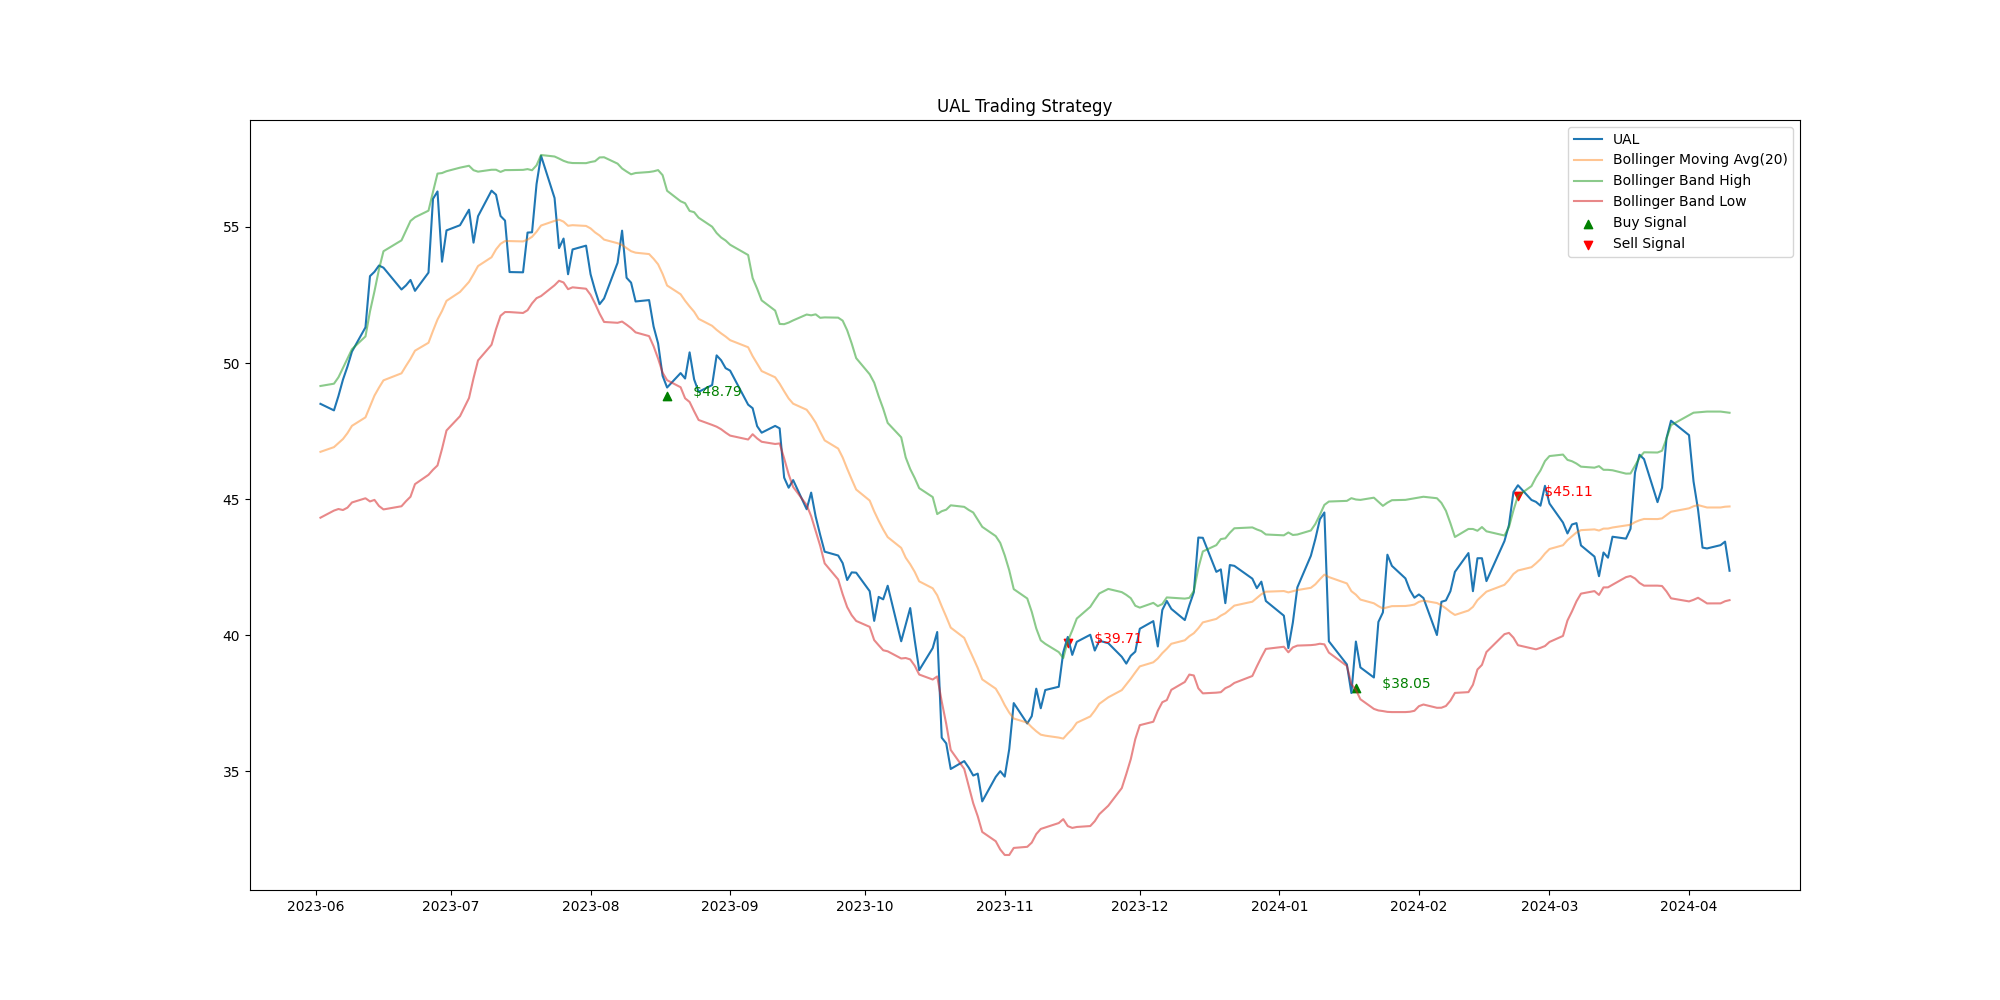 UAL Trading Strategy
UAL
Bollinger Moving Avg(20)
Bollinger Band High
Bollinger Band Low
Buy Signal
Sell Signal
55
50
45
40
35
$48.79
$39.71
$38.05
$45.11
2023-06
2023-07
2023-08
2023-09
2023-10
2023-11
2023-12
2024-01
2024-02
2024-03
2024-04